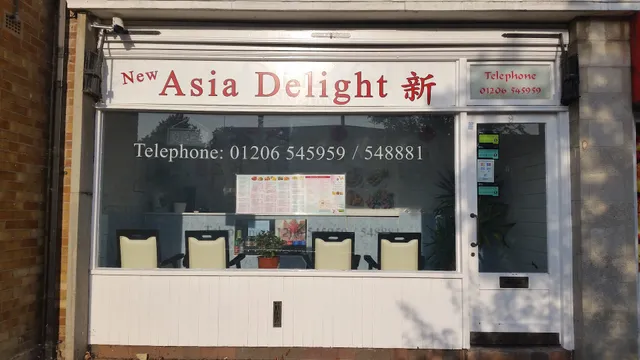 New Asia Delight 新
Telephone
01206 545959
Telephone: 01206 545959 / 548881